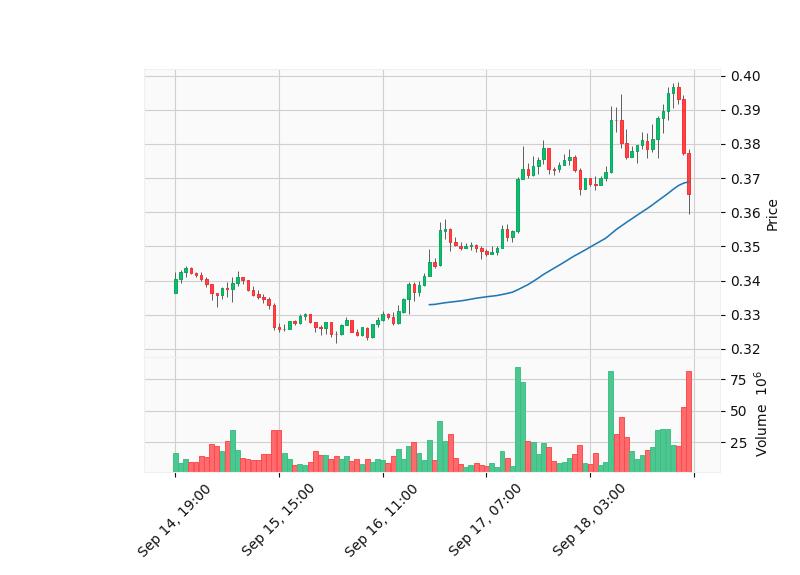 0.40
0.39
0.38
0.37
0.36
0.35
0.34
0.33
0.32
Price
75
50
25
Volume 10⁶
Sep 14, 19:00
Sep 15, 15:00
Sep 16, 11:00
Sep 17, 07:00
Sep 18, 03:00